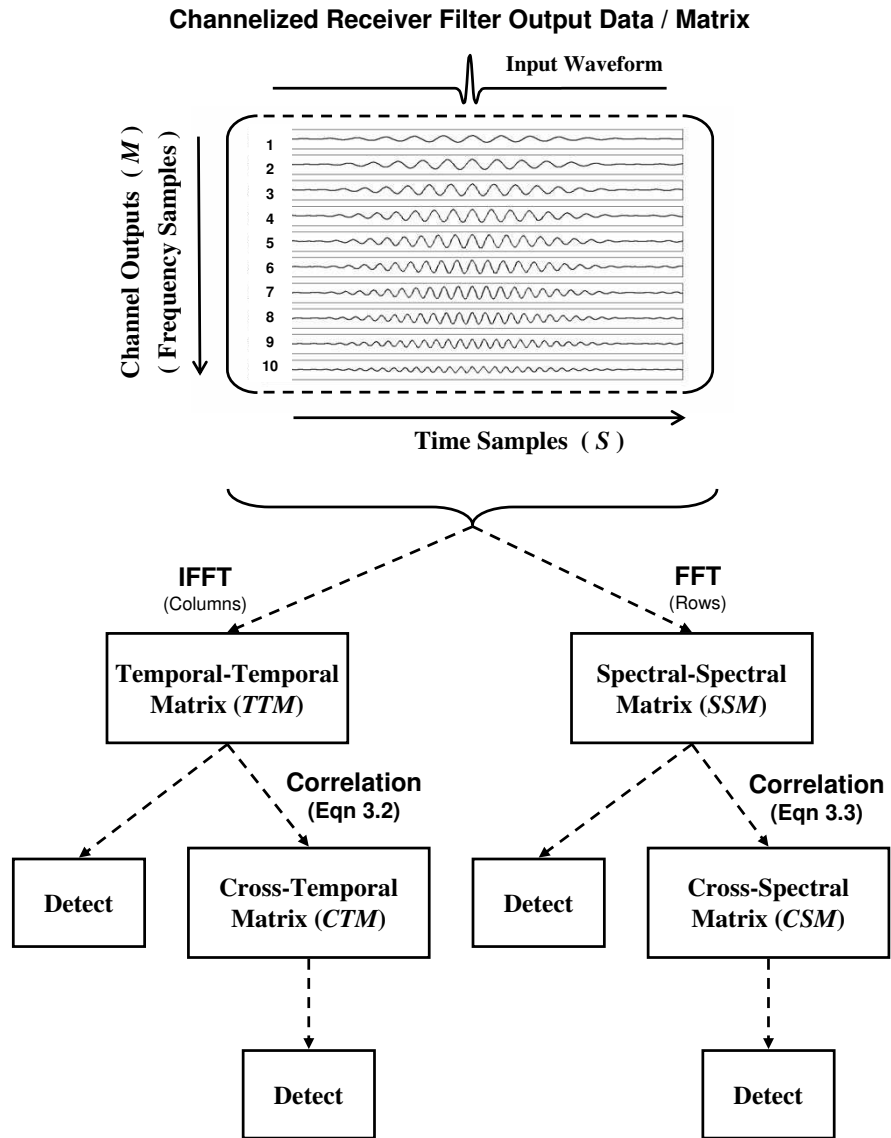 Channelized Receiver Filter Output Data / Matrix
Input Waveform
Channel Outputs ( M )
( Frequency Samples)
1
2
3
4
5
6
7
8
9
10
Time Samples ( S )
IFFT
(Columns)
FFT
(Rows)
Temporal-Temporal
Matrix (TTM)
Spectral-Spectral
Matrix (SSM)
Correlation
(Eqn 3.2)
Correlation
(Eqn 3.3)
Detect
Cross-Temporal
Matrix (CTM)
Detect
Cross-Spectral
Matrix (CSM)
Detect
Detect